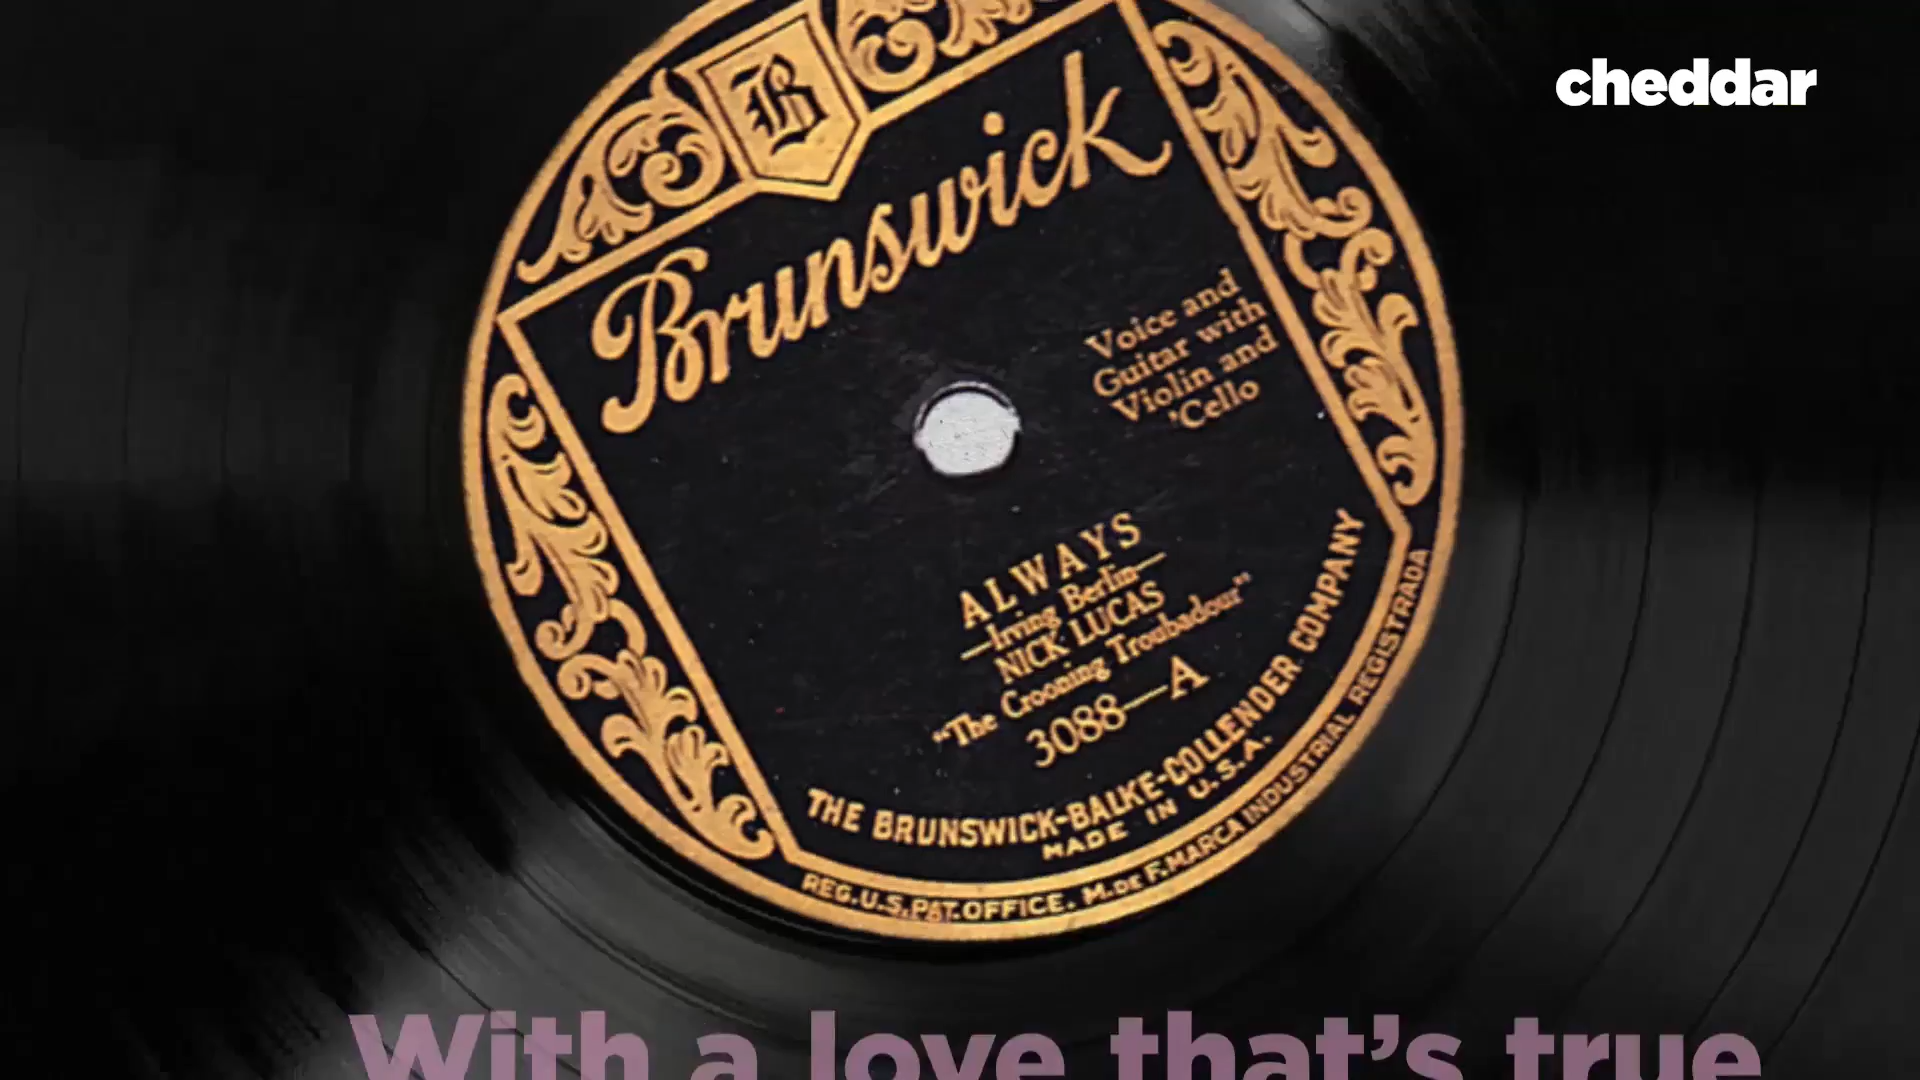 cheddar
B
Brunswick
Voice and
Guitar with
Violin and
'Cello
ALWAYS
—Irving Berlin—
NICK LUCAS
"The Crooning Troubadour"
3088—A
THE BRUNSWICK-BALKE-COLLENDER COMPANY
MADE IN U.S.A.
REG.U.S.PAT.OFFICE. M.DE F.MARCA INDUSTRIAL REGISTRADA
With a love that's true